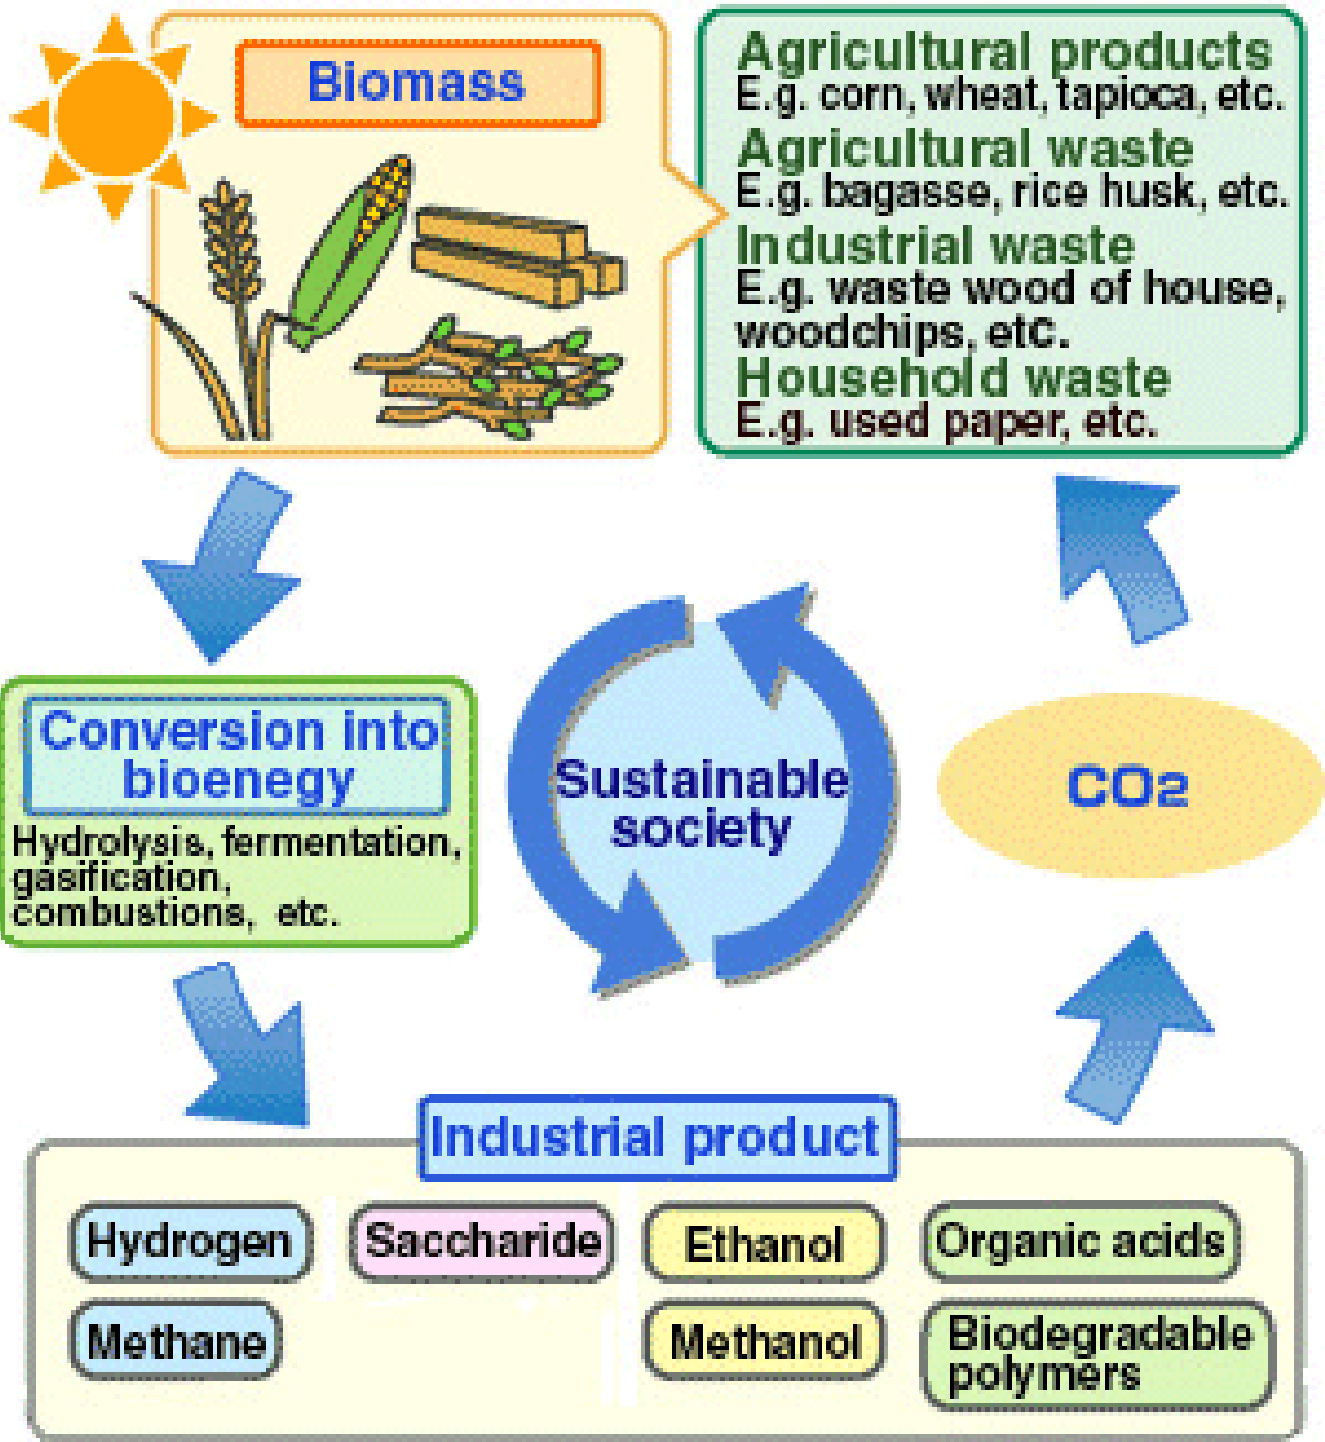 Biomass
Agricultural products
E.g. corn, wheat, tapioca, etc.
Agricultural waste
E.g. bagasse, rice husk, etc.
Industrial waste
E.g. waste wood of house,
woodchips, etc.
Household waste
E.g. used paper, etc.
Conversion into
bioenegy
Hydrolysis, fermentation,
gasification,
combustions, etc.
Sustainable
society
CO2
Industrial product
Hydrogen
Saccharide
Ethanol
Organic acids
Methane
Methanol
Biodegradable
polymers